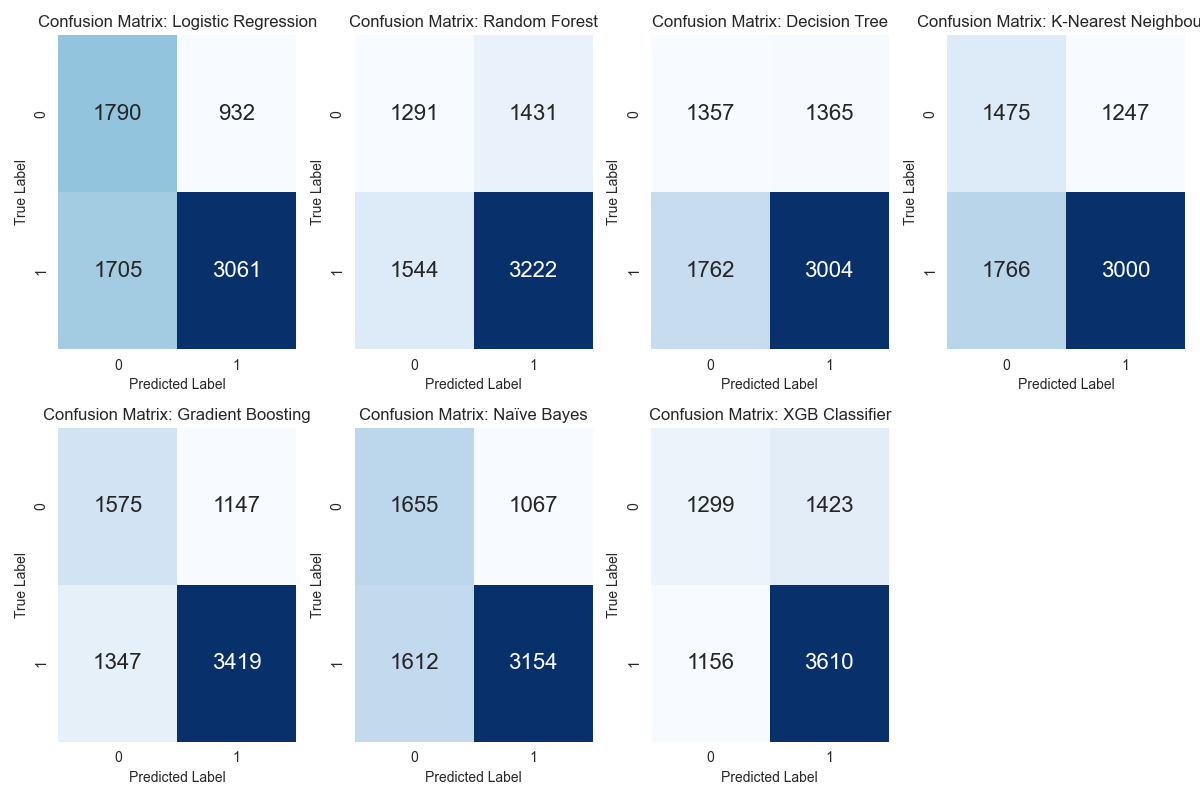 Confusion Matrix: Logistic Regression
True Label
0
1
1790
932
1705
3061
0
1
Predicted Label
Confusion Matrix: Random Forest
True Label
0
1
1291
1431
1544
3222
0
1
Predicted Label
Confusion Matrix: Decision Tree
True Label
0
1
1357
1365
1762
3004
0
1
Predicted Label
Confusion Matrix: K-Nearest Neighbou
True Label
0
1
1475
1247
1766
3000
0
1
Predicted Label
Confusion Matrix: Gradient Boosting
True Label
0
1
1575
1147
1347
3419
0
1
Predicted Label
Confusion Matrix: Naïve Bayes
True Label
0
1
1655
1067
1612
3154
0
1
Predicted Label
Confusion Matrix: XGB Classifier
True Label
0
1
1299
1423
1156
3610
0
1
Predicted Label